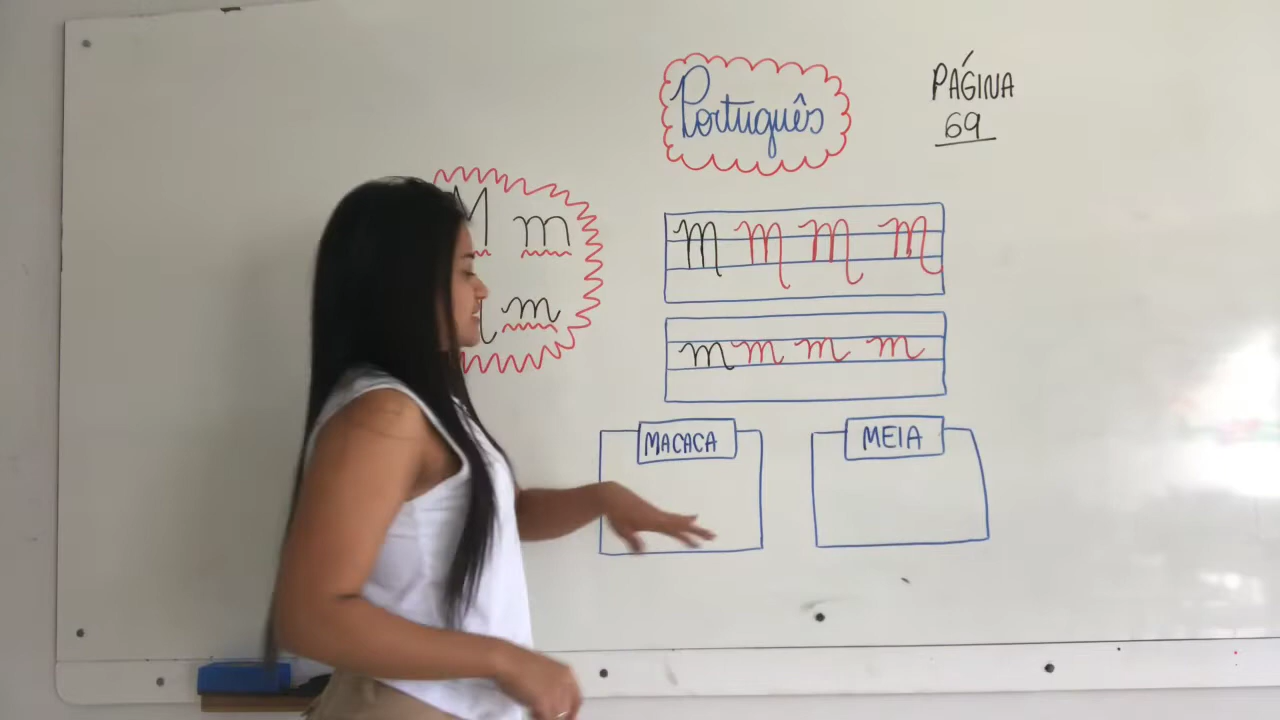 Português
PÁGINA
69
M m
m
M M M M
m m m m
MACACA
MEIA